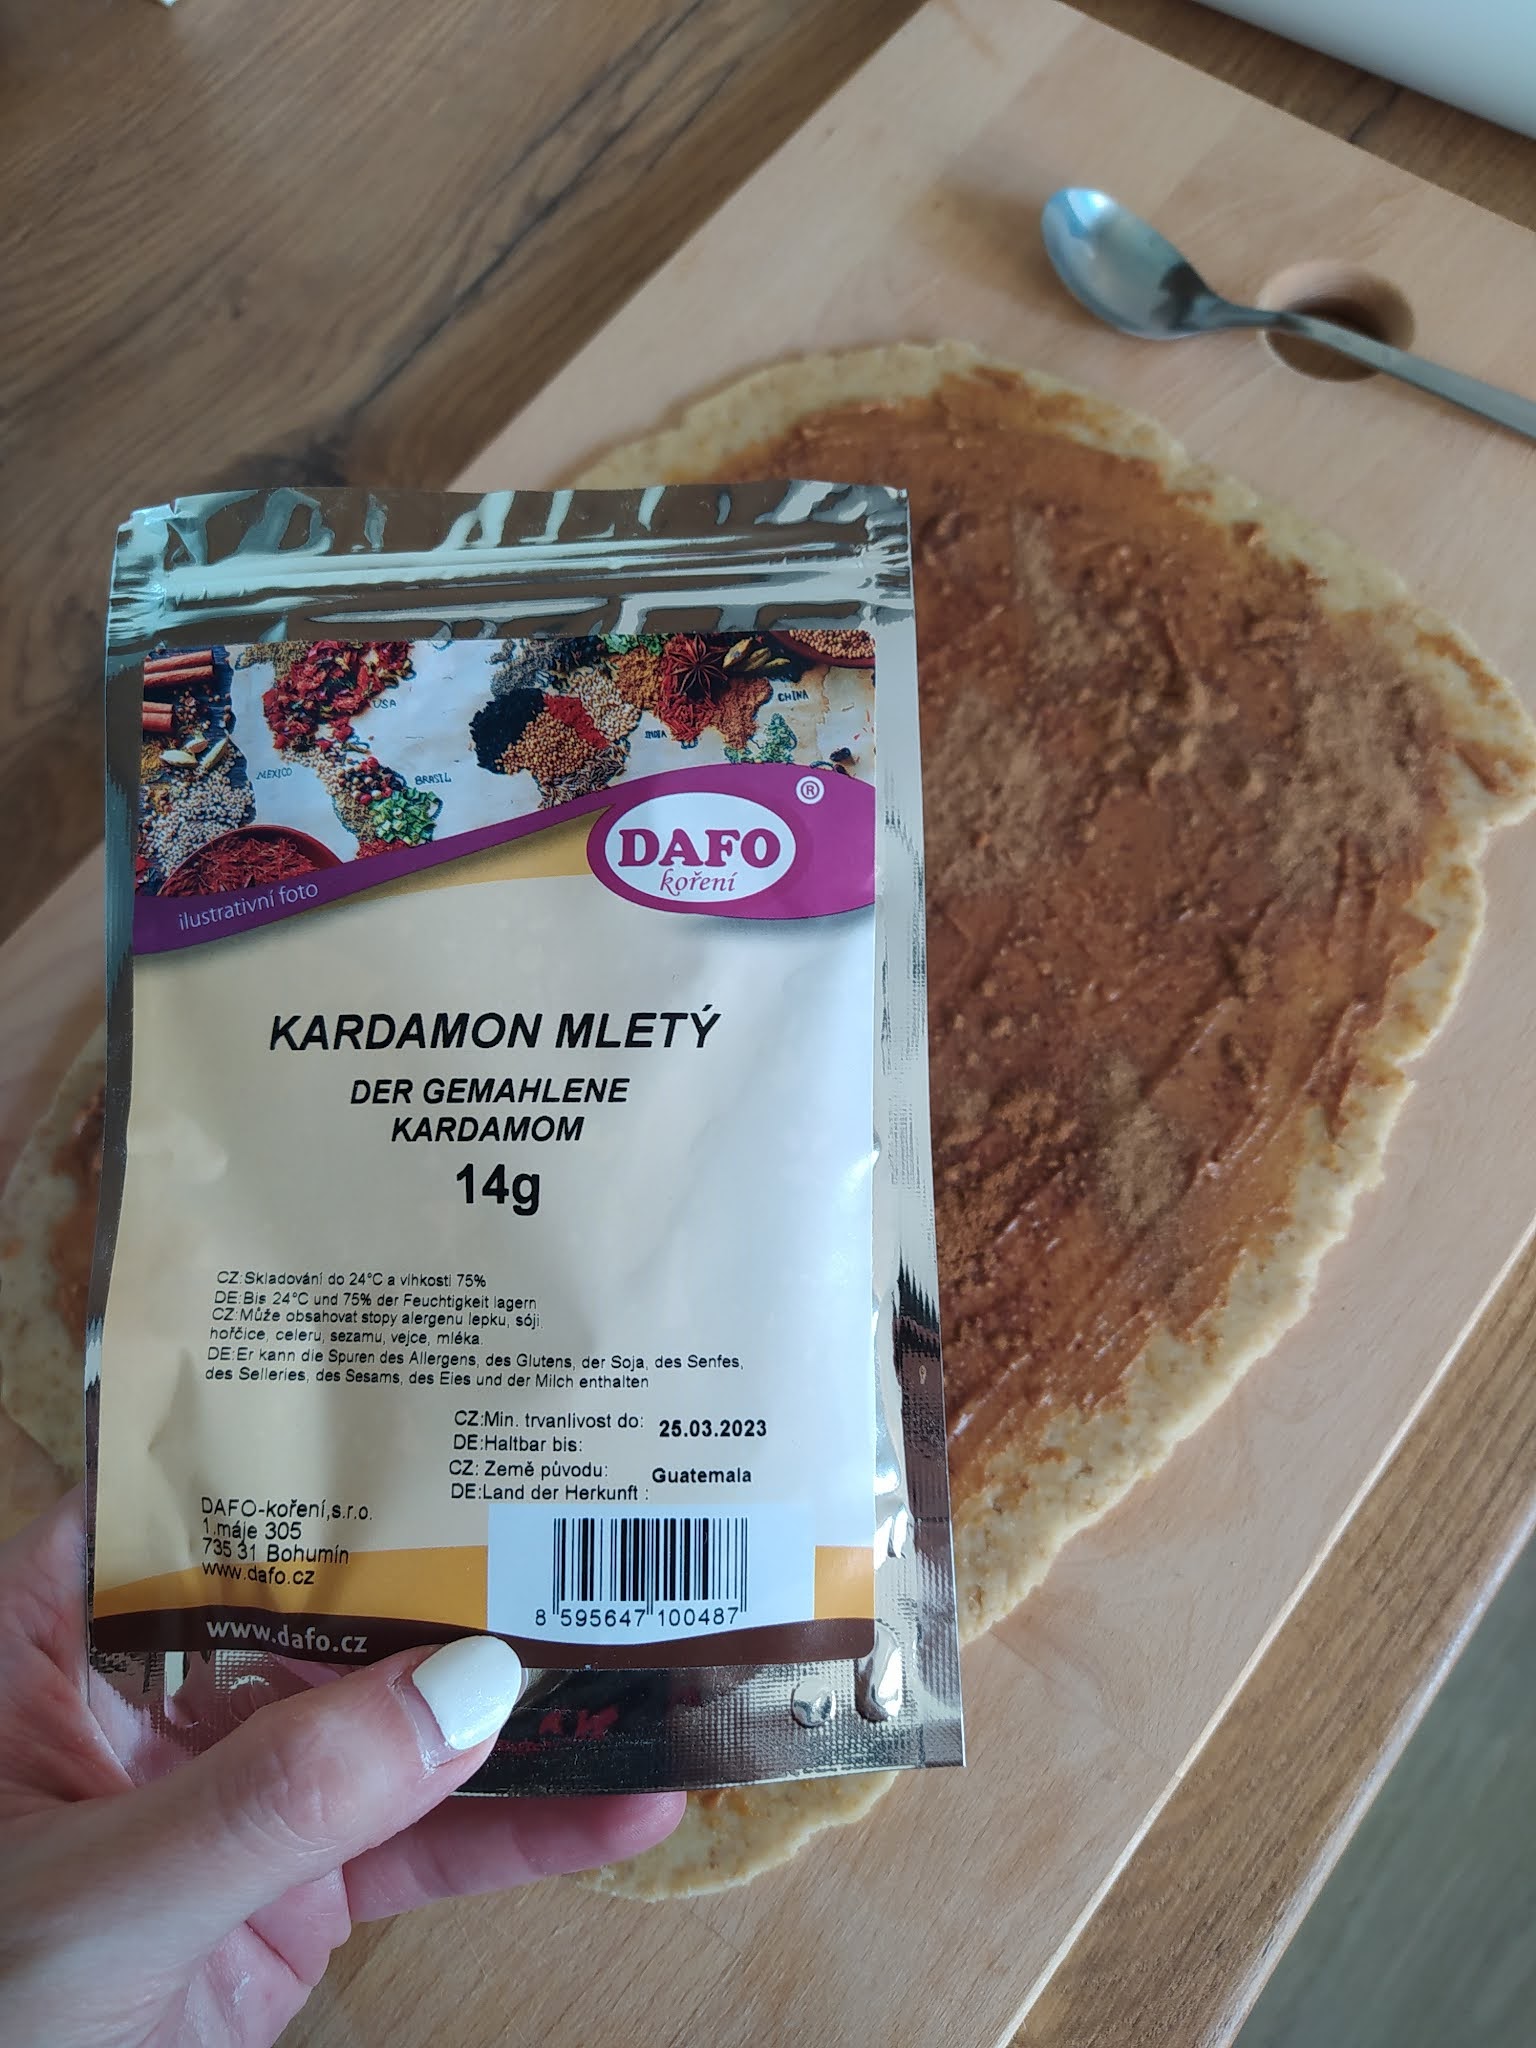 USA
MEXICO
BRASIL
INDIA
CHINA
®
DAFO
koření
ilustrativní foto
KARDAMON MLETÝ
DER GEMAHLENE
KARDAMOM
14g
CZ:Skladování do 24°C a vlhkosti 75%
DE:Bis 24°C und 75% der Feuchtigkeit lagern
CZ:Může obsahovat stopy alergenu lepku, sóji,
hořčice, celeru, sezamu, vejce, mléka.
DE:Er kann die Spuren des Allergens, des Glutens, der Soja, des Senfes,
des Selleries, des Sesams, des Eies und der Milch enthalten
CZ:Min. trvanlivost do: 25.03.2023
DE:Haltbar bis:
CZ: Země původu: Guatemala
DE:Land der Herkunft :
DAFO-koření,s.r.o.
1.máje 305
735 31 Bohumín
www.dafo.cz
8 595647 100487
www.dafo.cz